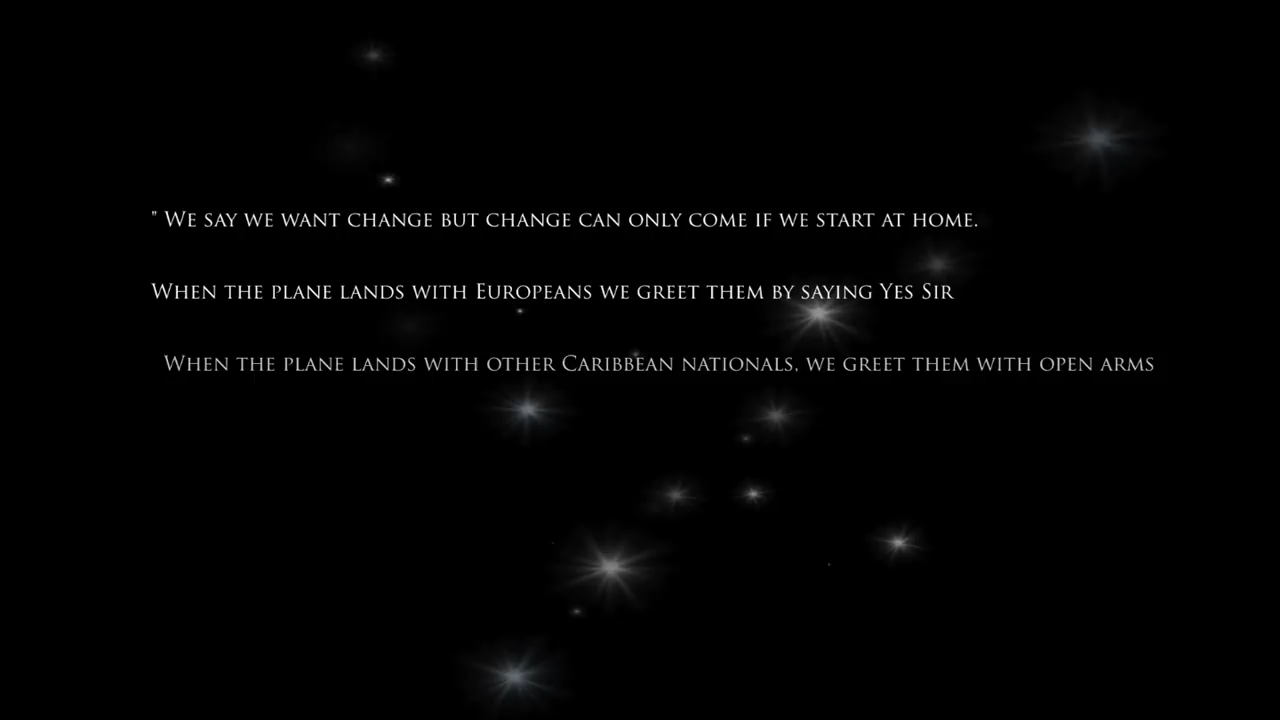 " We say we want change but change can only come if we start at home.
When the plane lands with Europeans we greet them by saying Yes Sir
When the plane lands with other Caribbean nationals, we greet them with open arms